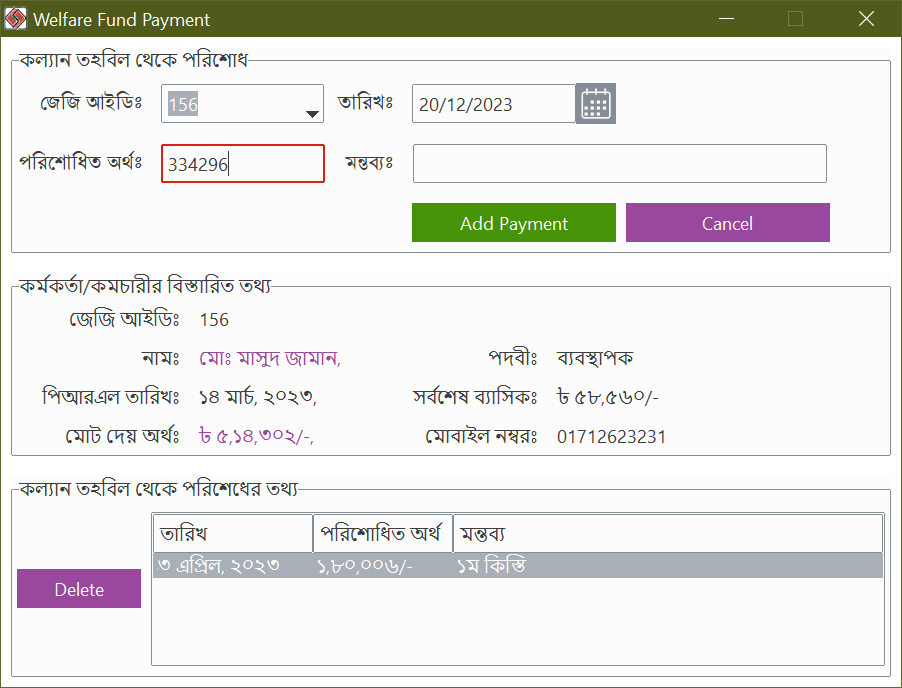 Welfare Fund Payment
কল্যান তহবিল থেকে পরিশোধ
জেজি আইডিঃ 156 তারিখঃ 20/12/2023
পরিশোধিত অর্থঃ 334296 মন্তব্যঃ
Add Payment Cancel
কর্মকর্তা/কমচারীর বিস্তারিত তথ্য
জেজি আইডিঃ 156
নামঃ মোঃ মাসুদ জামান, পদবীঃ ব্যবস্থাপক
পিআরএল তারিখঃ ১৪ মার্চ, ২০২৩, সর্বশেষ ব্যাসিকঃ ৳ ৫৮,৫৬০/-
মোট দেয় অর্থঃ ৳ ৫,১৪,৩০২/-, মোবাইল নম্বরঃ 01712623231
কল্যান তহবিল থেকে পরিশেধের তথ্য
তারিখ পরিশোধিত অর্থ মন্তব্য
৩ এপ্রিল, ২০২৩ ১,৮০,০০৬/- ১ম কিস্তি
Delete